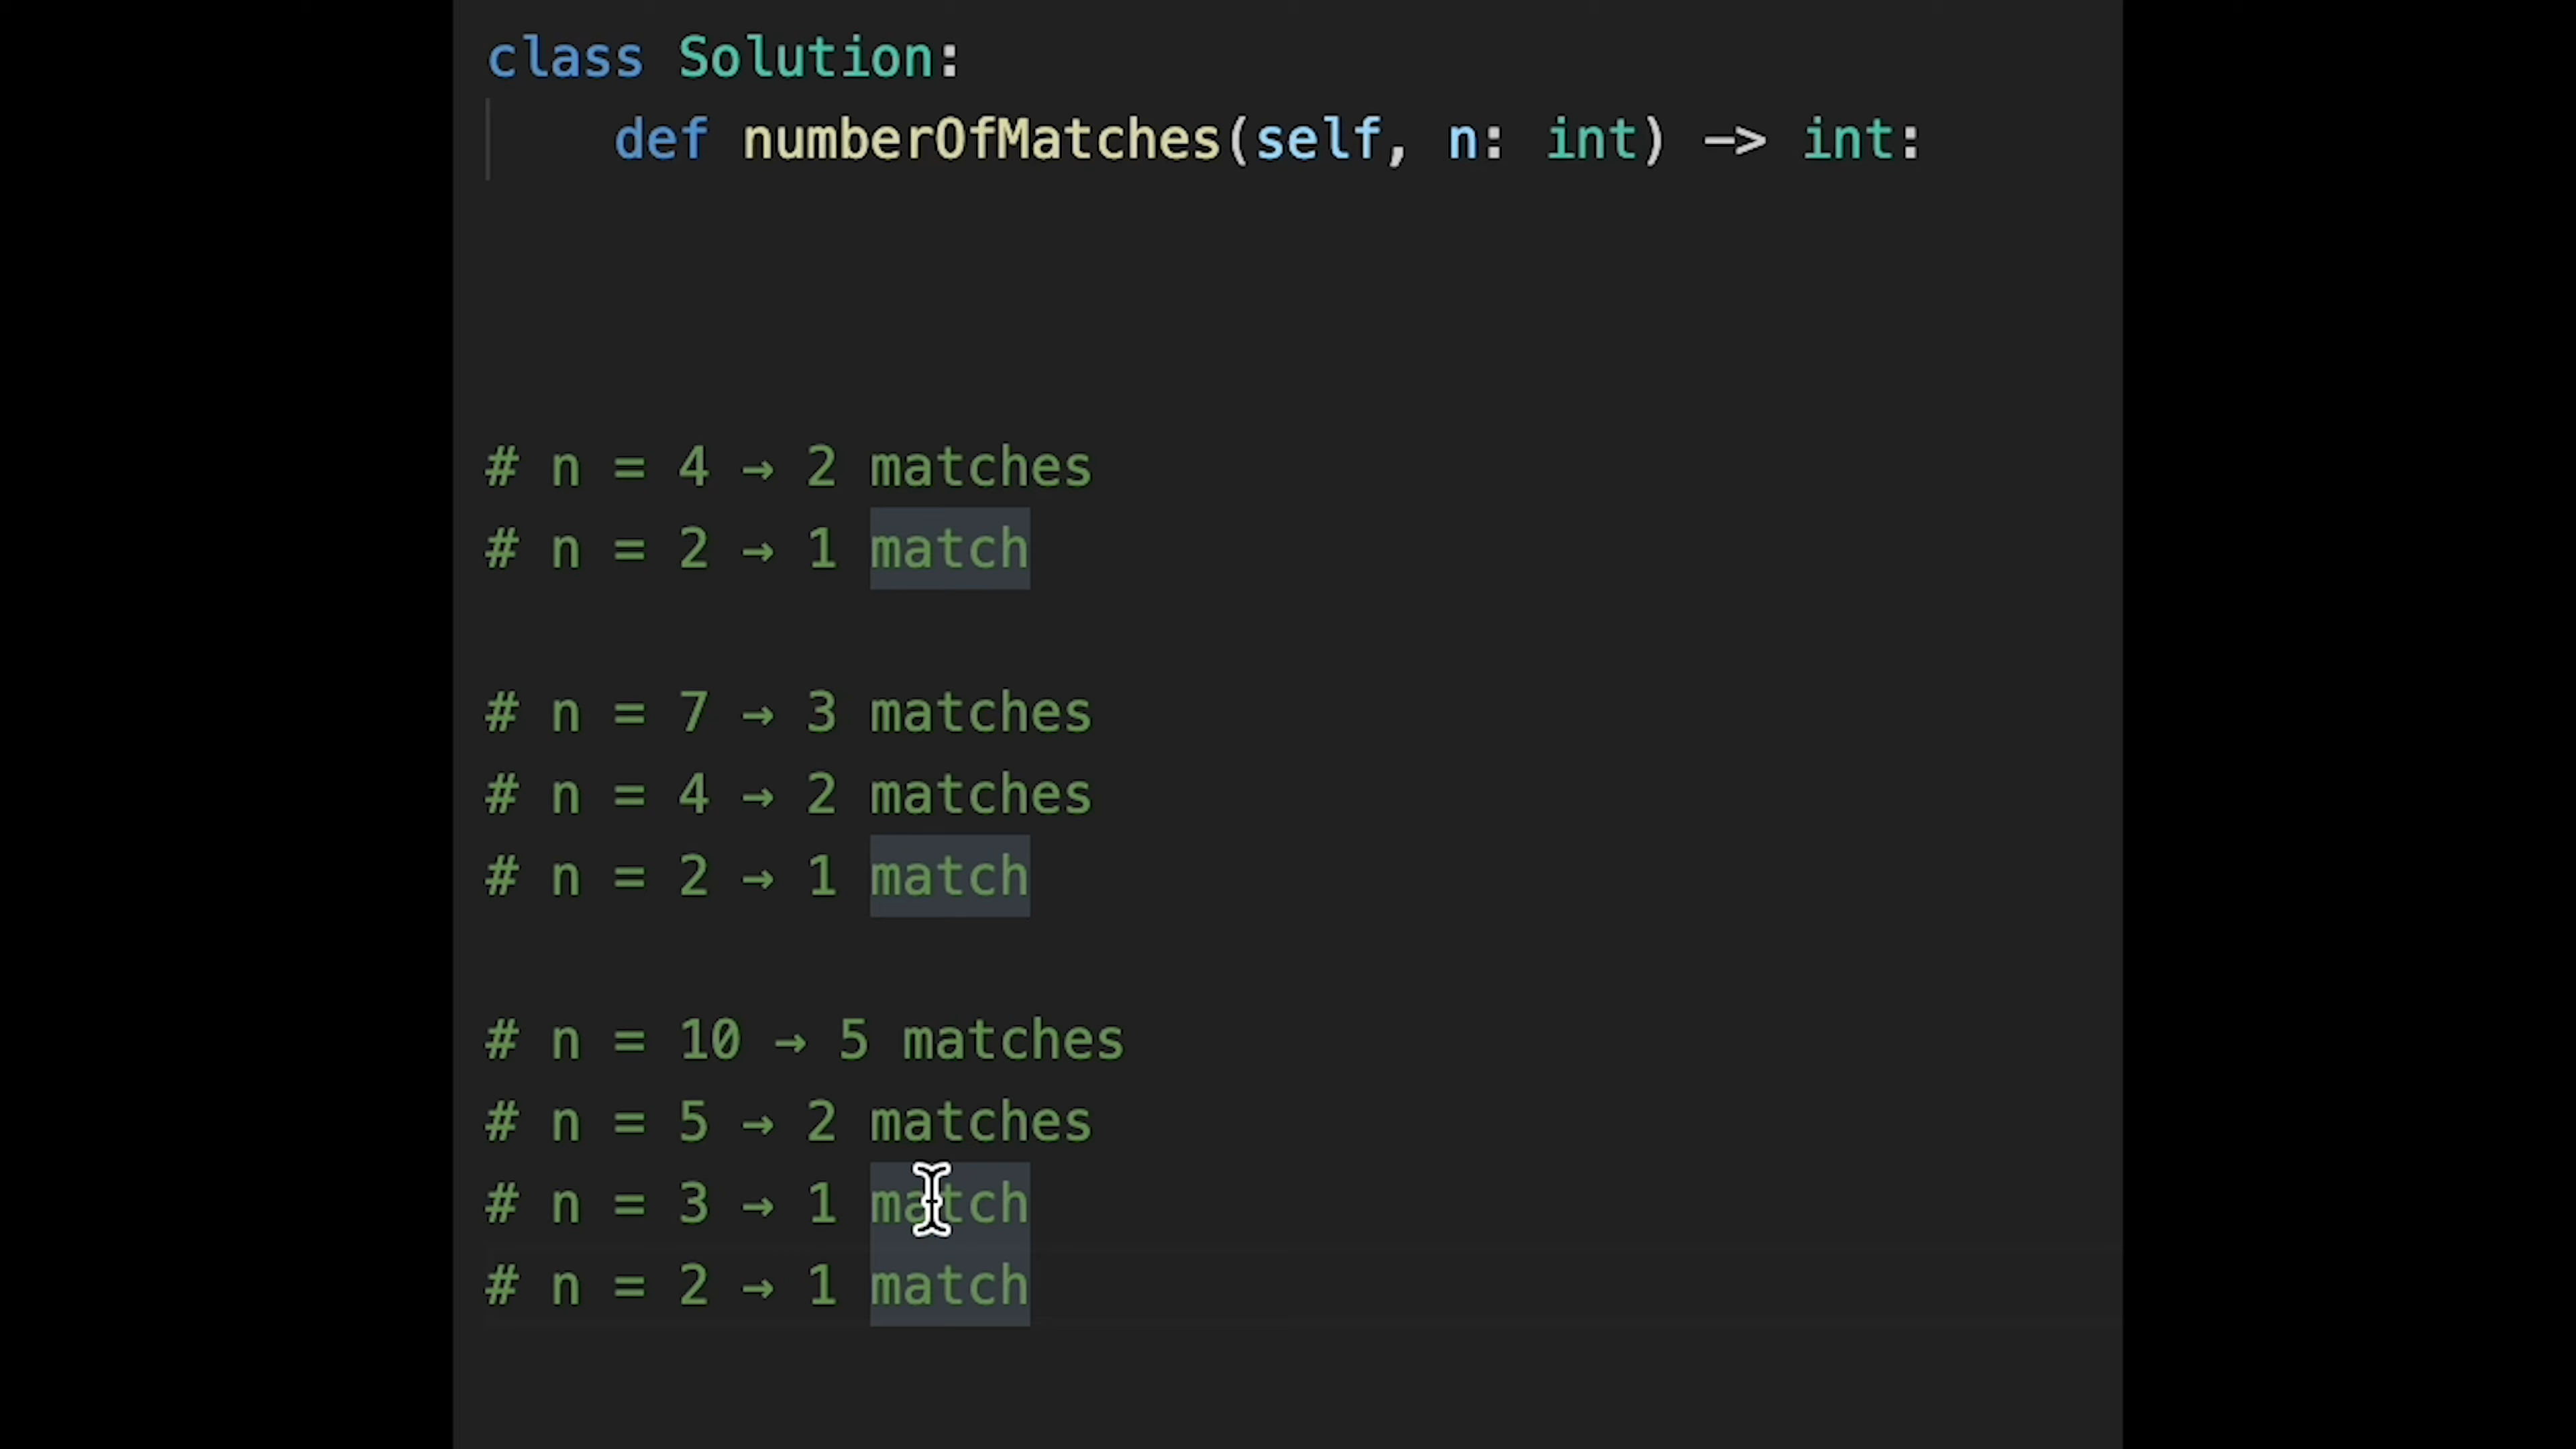 class Solution:
def numberOfMatches(self, n: int) -> int:
# n = 4 → 2 matches
# n = 2 → 1 match
# n = 7 → 3 matches
# n = 4 → 2 matches
# n = 2 → 1 match
# n = 10 → 5 matches
# n = 5 → 2 matches
# n = 3 → 1 match
# n = 2 → 1 match